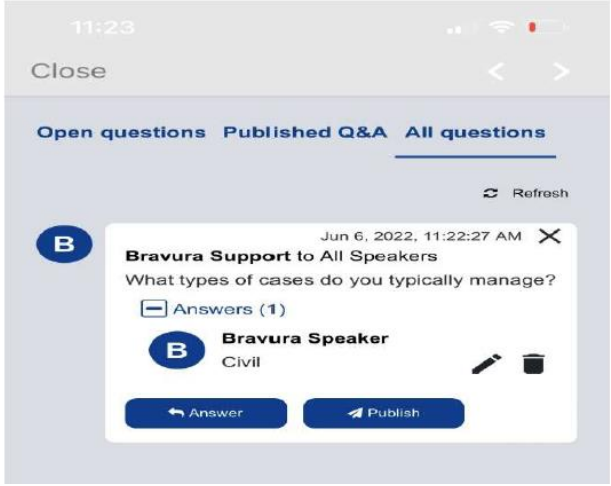 11:23
Close
Open questions Published Q&A All questions
Refresh
B
Jun 6, 2022, 11:22:27 AM
Bravura Support to All Speakers
What types of cases do you typically manage?
Answers (1)
B
Bravura Speaker
Civil
Answer
Publish